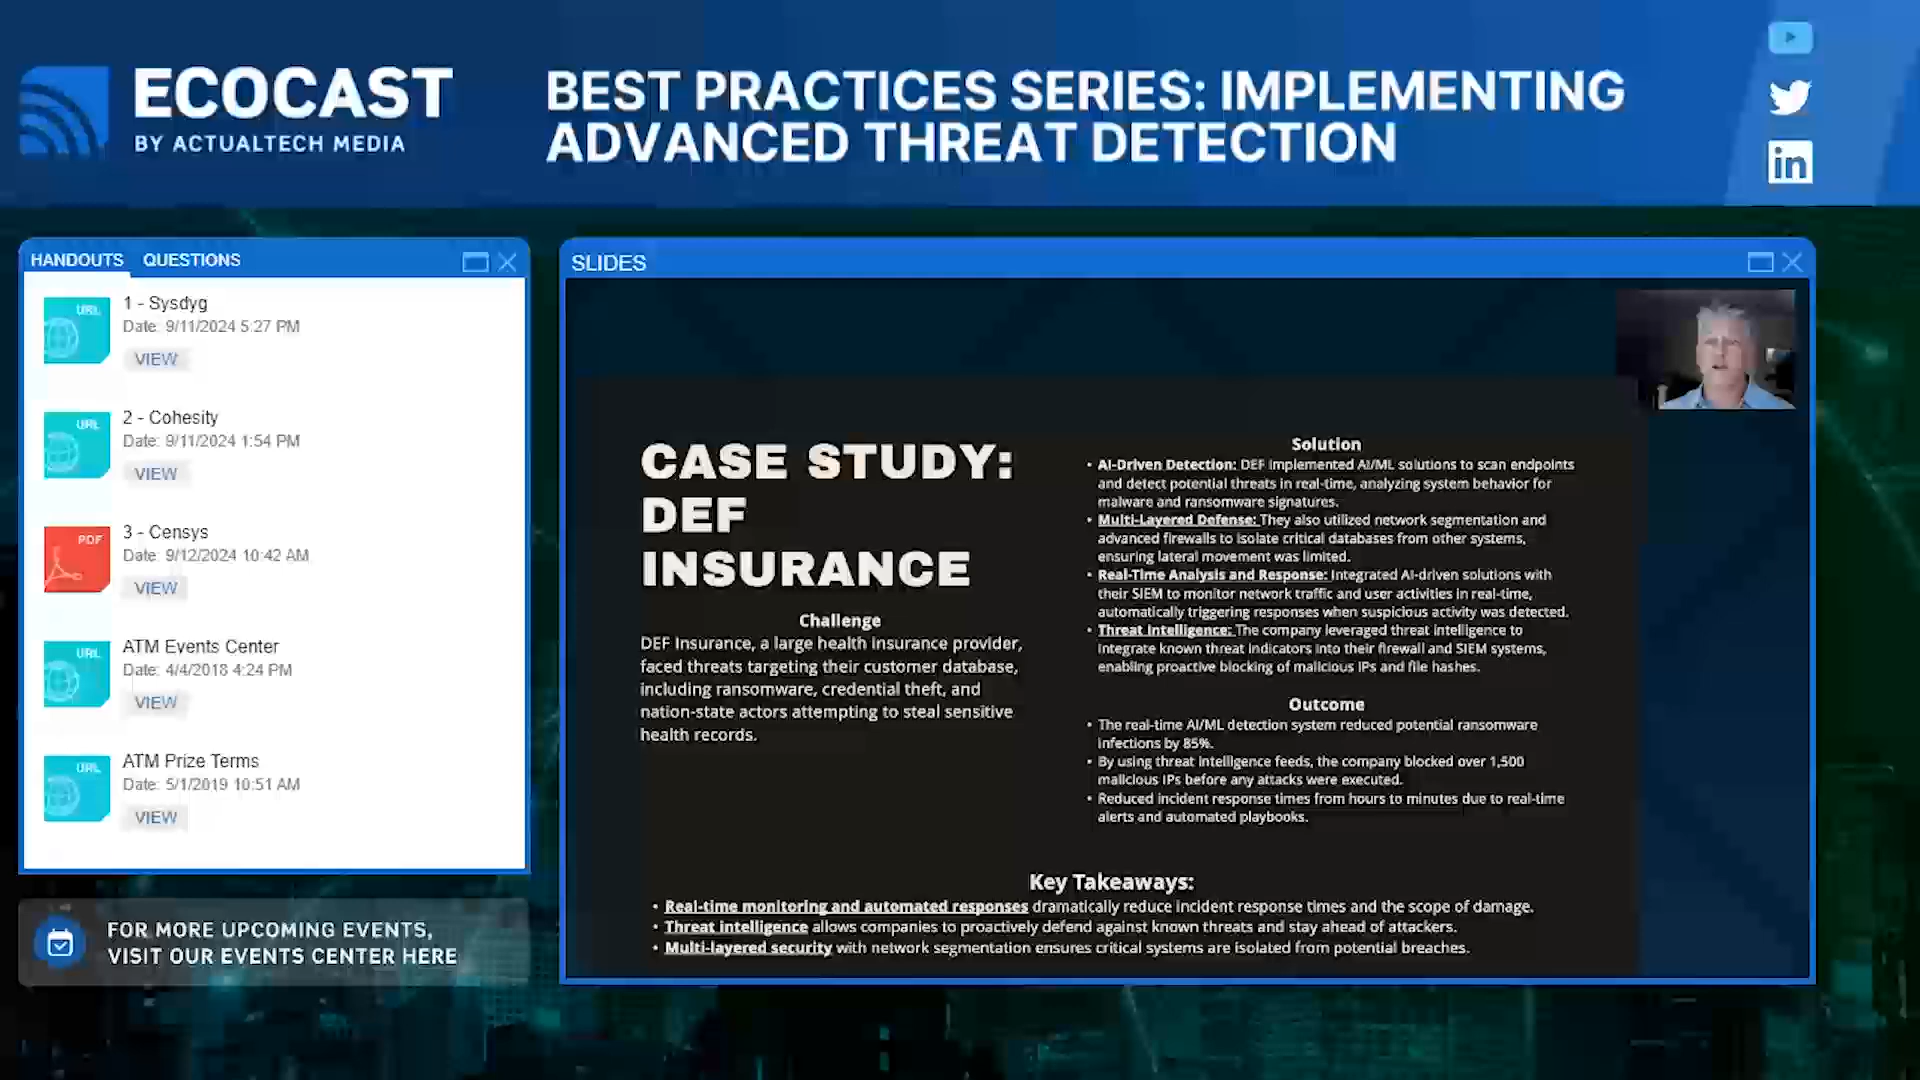 ECOCAST
BY ACTUALTECH MEDIA
BEST PRACTICES SERIES: IMPLEMENTING
ADVANCED THREAT DETECTION
in
HANDOUTS QUESTIONS
URL
1 - Sysdyg
Date: 9/11/2024 5:27 PM
VIEW
URL
2 - Cohesity
Date: 9/11/2024 1:54 PM
VIEW
PDF
3 - Censys
Date: 9/12/2024 10:42 AM
VIEW
URL
ATM Events Center
Date: 4/4/2018 4:24 PM
VIEW
URL
ATM Prize Terms
Date: 5/1/2019 10:51 AM
VIEW
FOR MORE UPCOMING EVENTS,
VISIT OUR EVENTS CENTER HERE
SLIDES
CASE STUDY:
DEF
INSURANCE
Challenge
DEF Insurance, a large health insurance provider,
faced threats targeting their customer database,
including ransomware, credential theft, and
nation-state actors attempting to steal sensitive
health records.
Solution
• AI-Driven Detection: DEF implemented AI/ML solutions to scan endpoints
and detect potential threats in real-time, analyzing system behavior for
malware and ransomware signatures.
• Multi-Layered Defense: They also utilized network segmentation and
advanced firewalls to isolate critical databases from other systems,
ensuring lateral movement was limited.
• Real-Time Analysis and Response: Integrated AI-driven solutions with
their SIEM to monitor network traffic and user activities in real-time,
automatically triggering responses when suspicious activity was detected.
• Threat Intelligence: The company leveraged threat intelligence to
integrate known threat indicators into their firewall and SIEM systems,
enabling proactive blocking of malicious IPs and file hashes.
Outcome
• The real-time AI/ML detection system reduced potential ransomware
infections by 85%.
• By using threat intelligence feeds, the company blocked over 1,500
malicious IPs before any attacks were executed.
• Reduced incident response times from hours to minutes due to real-time
alerts and automated playbooks.
Key Takeaways:
• Real-time monitoring and automated responses dramatically reduce incident response times and the scope of damage.
• Threat intelligence allows companies to proactively defend against known threats and stay ahead of attackers.
• Multi-layered security with network segmentation ensures critical systems are isolated from potential breaches.